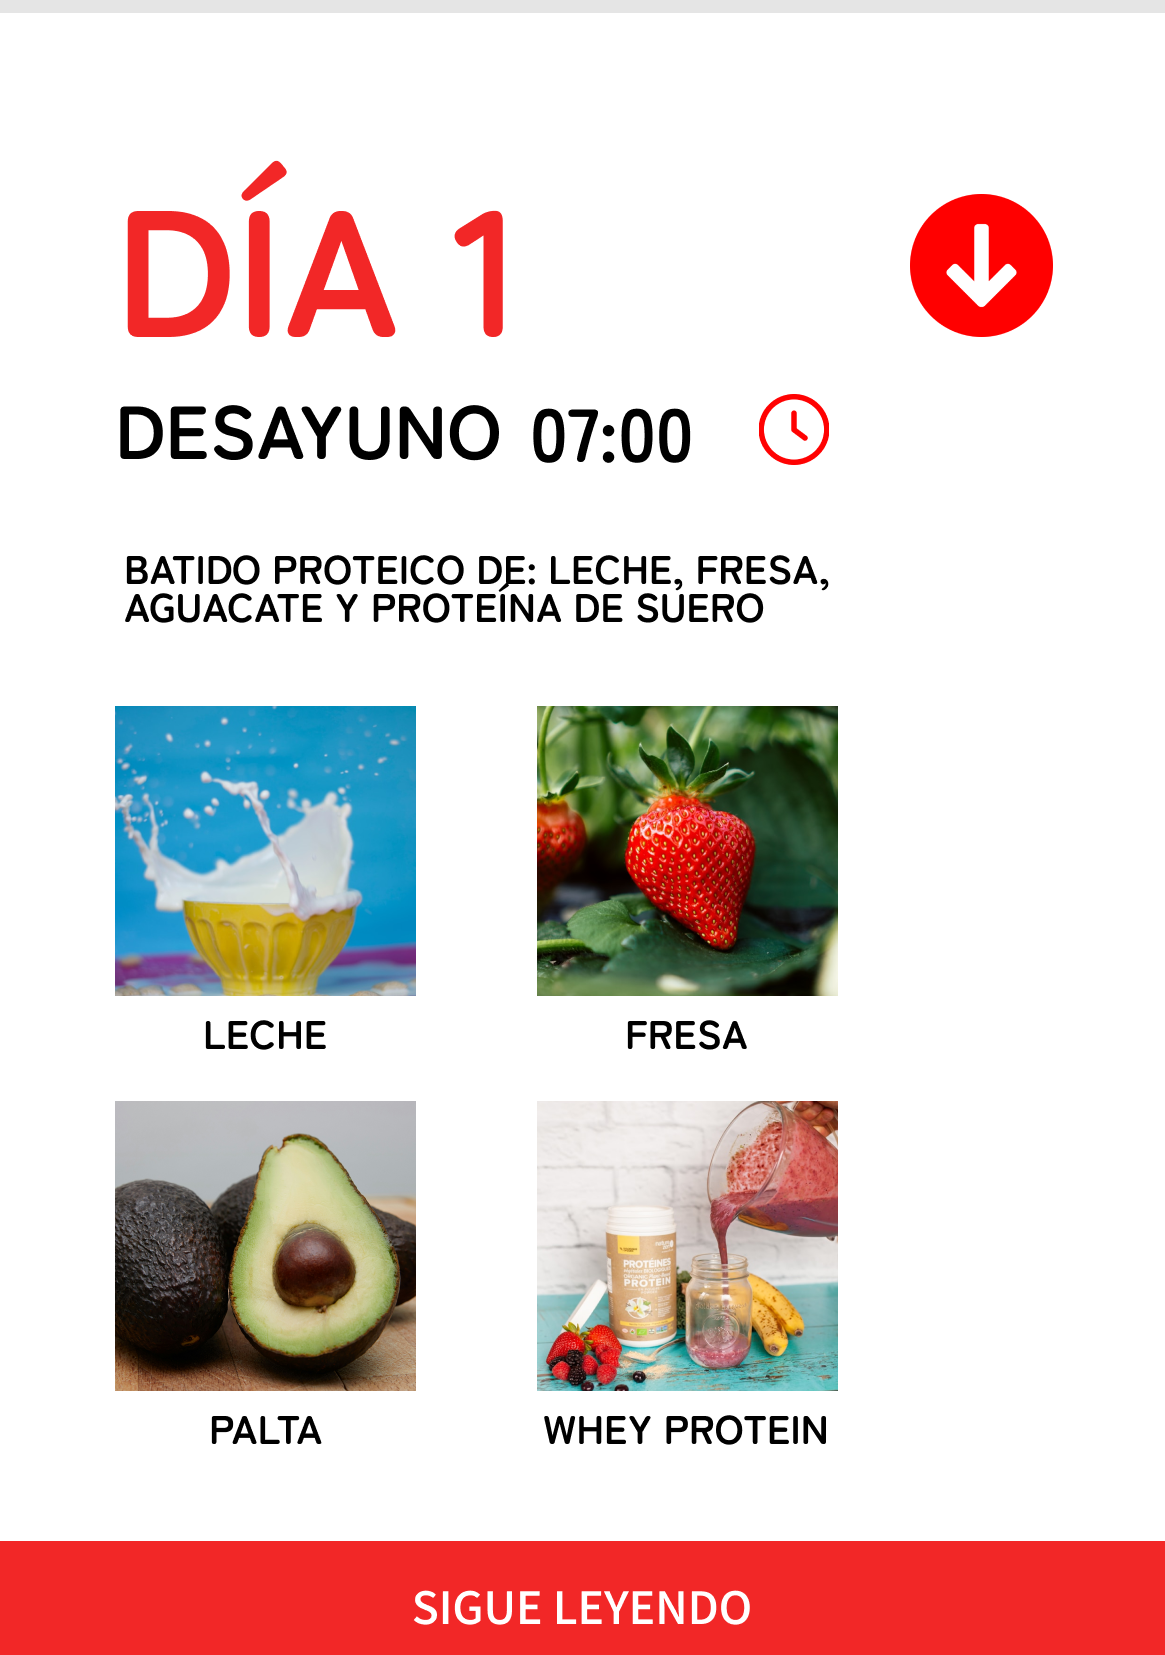 DÍA 1
DESAYUNO 07:00
BATIDO PROTEICO DE: LECHE, FRESA,
AGUACATE Y PROTEÍNA DE SUERO
LECHE
FRESA
PROTÉINES
PROTEIN
PALTA
WHEY PROTEIN
SIGUE LEYENDO